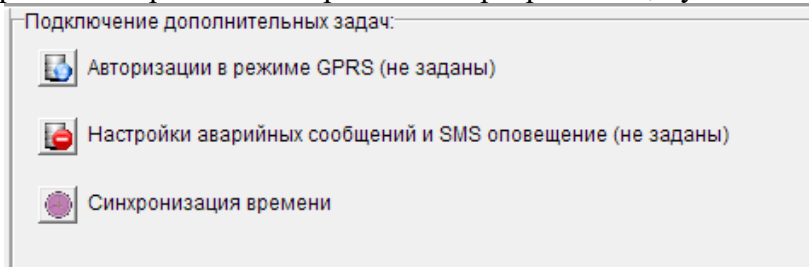 Подключение дополнительных задач:
Авторизации в режиме GPRS (не заданы)
Настройки аварийных сообщений и SMS оповещение (не заданы)
Синхронизация времени